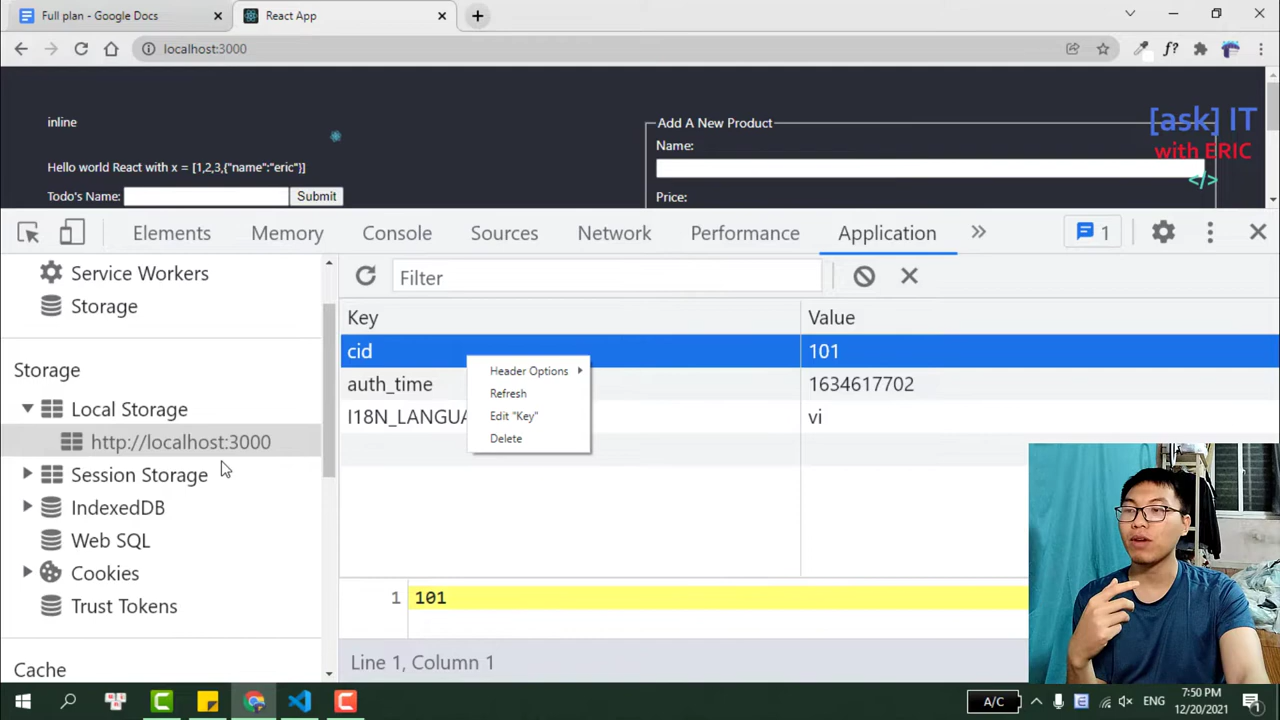 Full plan - Google Docs
React App
localhost:3000
f?
[ask] IT
with ERIC
</>
inline
Hello world React with x = [1,2,3,{"name":"eric"}]
Todo's Name:
Submit
Add A New Product
Name:
Price:
Elements
Memory
Console
Sources
Network
Performance
Application
1
Service Workers
Storage
Storage
Local Storage
http://localhost:3000
Session Storage
IndexedDB
Web SQL
Cookies
Trust Tokens
Cache
Filter
Key
Value
cid
101
auth_time
1634617702
I18N_LANGUA
vi
Header Options
Refresh
Edit "Key"
Delete
1
101
Line 1, Column 1
A/C
ENG
7:50 PM
12/20/2021
1